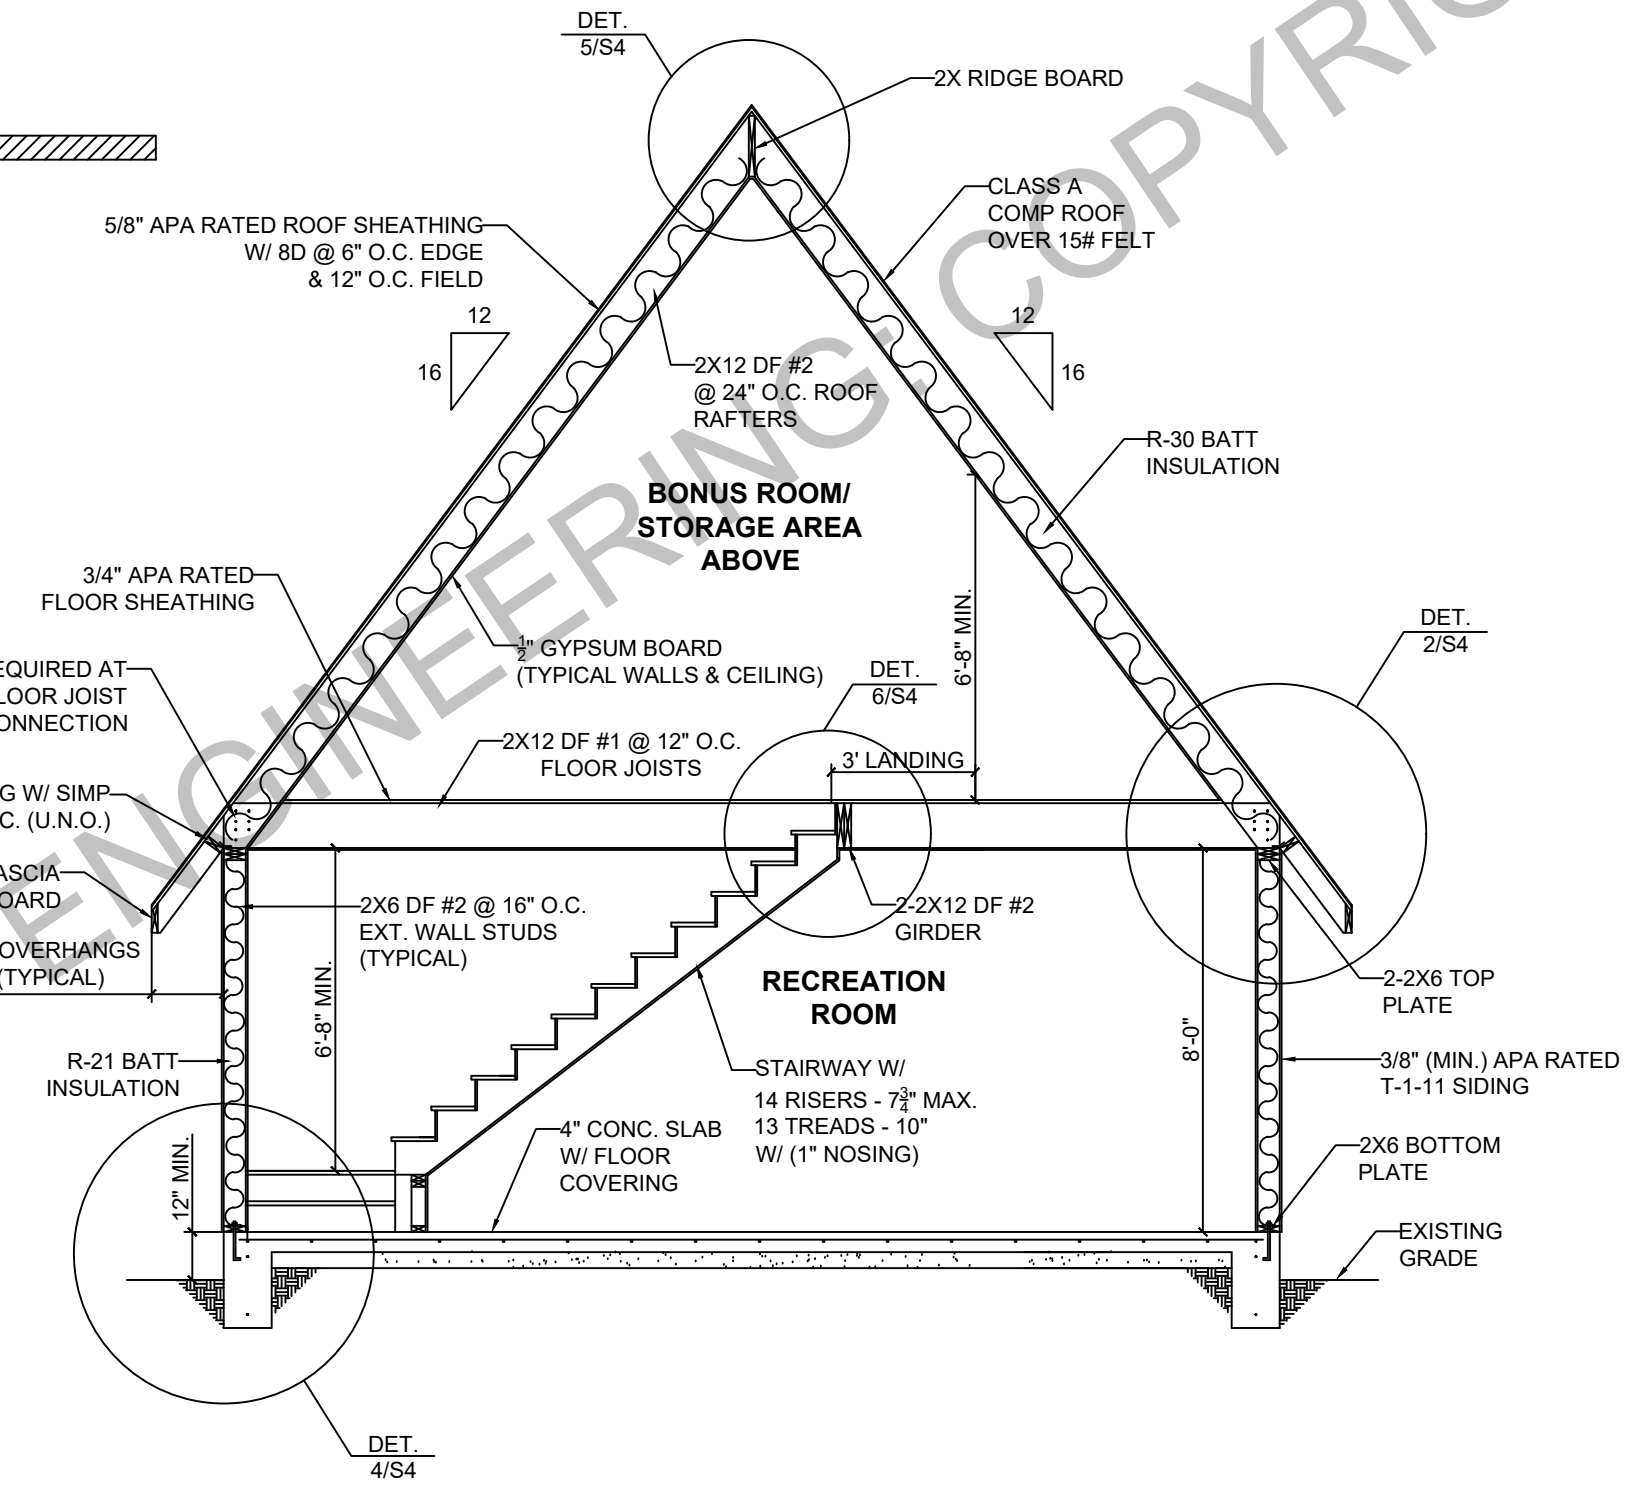 DET.
5/S4
2X RIDGE BOARD
CLASS A
COMP ROOF
OVER 15# FELT
5/8" APA RATED ROOF SHEATHING
W/ 8D @ 6" O.C. EDGE
& 12" O.C. FIELD
12
16
12
16
2X12 DF #2
@ 24" O.C. ROOF
RAFTERS
R-30 BATT
INSULATION
BONUS ROOM/
STORAGE AREA
ABOVE
3/4" APA RATED
FLOOR SHEATHING
1/2" GYPSUM BOARD
(TYPICAL WALLS & CEILING)
6'-8" MIN.
DET.
6/S4
DET.
2/S4
EQUIRED AT
LOOR JOIST
ONNECTION
2X12 DF #1 @ 12" O.C.
FLOOR JOISTS
3' LANDING
G W/ SIMP
C. (U.N.O.)
ASCIA
OARD
OVERHANGS
(TYPICAL)
2X6 DF #2 @ 16" O.C.
EXT. WALL STUDS
(TYPICAL)
2-2X12 DF #2
GIRDER
RECREATION
ROOM
2-2X6 TOP
PLATE
6'-8" MIN.
8'-0"
R-21 BATT
INSULATION
STAIRWAY W/
14 RISERS - 7 3/4" MAX.
13 TREADS - 10"
W/ (1" NOSING)
3/8" (MIN.) APA RATED
T-1-11 SIDING
4" CONC. SLAB
W/ FLOOR
COVERING
2X6 BOTTOM
PLATE
12" MIN.
EXISTING
GRADE
DET.
4/S4
ENGINEERING: COPYRIG